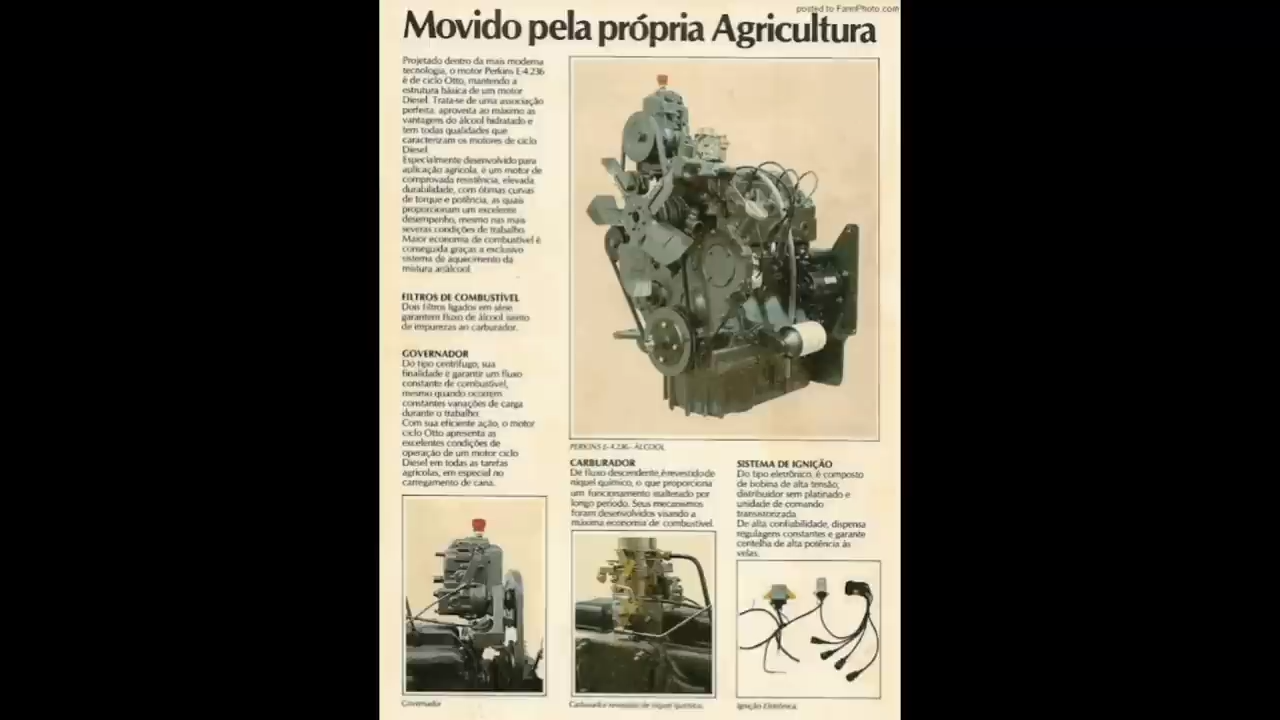 posted to FarmPhoto.com
Movido pela própria Agricultura
Projetado dentro da mais moderna
tecnologia, o motor Perkins E-4.236
é de ciclo Otto, mantendo a
estrutura básica de um motor
Diesel. Trata-se de uma associação
perfeita, aproveita ao máximo as
vantagens do álcool hidratado e
tem todas qualidades que
caracterizam os motores de ciclo
Diesel.
Especialmente desenvolvido para
aplicação agrícola, é um motor de
comprovada resistência, elevada
durabilidade, com ótimas curvas
de torque e potência, as quais
proporcionam um excelente
desempenho, mesmo nas mais
severas condições de trabalho.
Maior economia de combustível é
conseguida graças a exclusivo
sistema de aquecimento da
mistura ar/álcool.
FILTROS DE COMBUSTÍVEL
Dois filtros ligados em série
garantem fluxo de álcool isento
de impurezas ao carburador.
GOVERNADOR
Do tipo centrífugo, sua
finalidade é garantir um fluxo
constante de combustível,
mesmo quando ocorrem
constantes variações de carga
durante o trabalho.
Com sua eficiente ação, o motor
ciclo Otto apresenta as
excelentes condições de
operação de um motor ciclo
Diesel em todas as tarefas
agrícolas, em especial no
carregamento de cana.
Governador
PERKINS E-4.236 - ÁLCOOL
CARBURADOR
De fluxo descendente, é revestido de
níquel químico, o que proporciona
um funcionamento inalterado por
longo período. Seus mecanismos
foram desenvolvidos visando a
máxima economia de combustível.
Carburador revestido de níquel químico.
SISTEMA DE IGNIÇÃO
Do tipo eletrônico, é composto
de bobina de alta tensão,
distribuidor sem platinado e
unidade de comando
transistorizada.
De alta confiabilidade, dispensa
regulagens constantes e garante
centelha de alta potência às
velas.
Ignição Eletrônica.